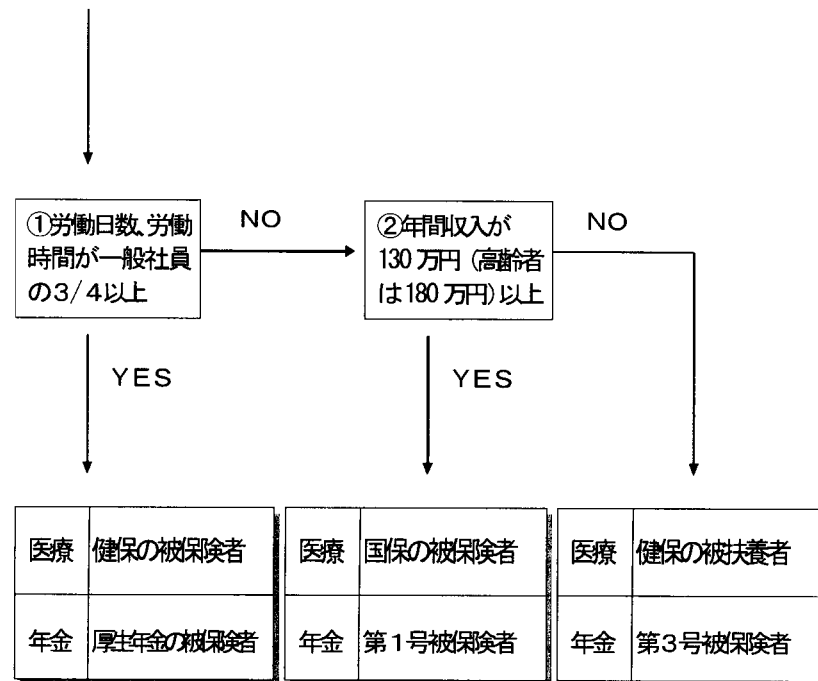 ①労働日数、労働
時間が一般社員
の3/4以上
NO
②年間収入が
130万円(高齢者
は180万円)以上
NO
YES
YES
医療 健保の被保険者
年金 厚生年金の被保険者
医療 国保の被保険者
年金 第1号被保険者
医療 健保の被扶養者
年金 第3号被保険者